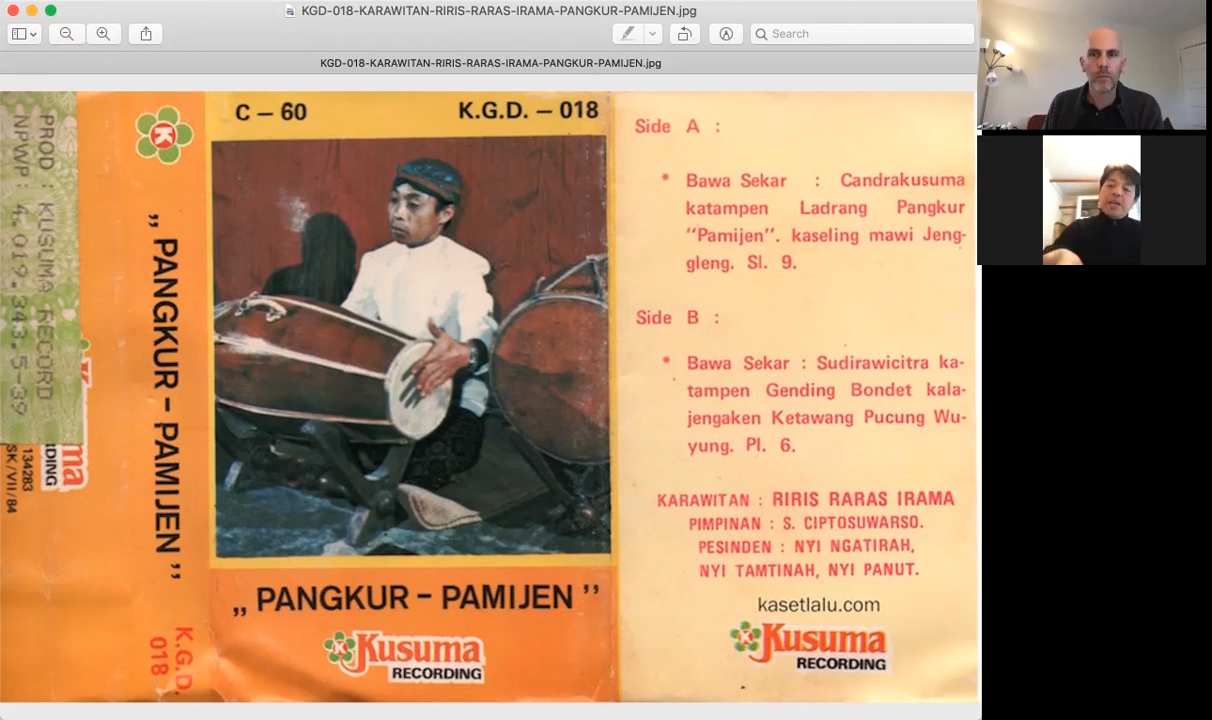 KGD-018-KARAWITAN-RIRIS-RARAS-IRAMA-PANGKUR-PAMIJEN.jpg
Search
KGD-018-KARAWITAN-RIRIS-RARAS-IRAMA-PANGKUR-PAMIJEN.jpg
PROD : KUSUMA RECORD
NPWP : 4.019.343.5-39
RECORDING
134283
SK/VII/84
K
„ PANGKUR – PAMIJEN ”
K.G.D.
018
C – 60
K.G.D. – 018
„ PANGKUR – PAMIJEN ”
Kusuma
RECORDING
Side A :
* Bawa Sekar : Candrakusuma
katampen Ladrang Pangkur
“Pamijen”. kaseling mawi Jeng-
gleng. Sl. 9.
Side B :
* Bawa Sekar : Sudirawicitra ka-
tampen Gending Bondet kala-
jengaken Ketawang Pucung Wu-
yung. Pl. 6.
KARAWITAN : RIRIS RARAS IRAMA
PIMPINAN : S. CIPTOSUWARSO.
PESINDEN : NYI NGATIRAH,
NYI TAMTINAH, NYI PANUT.
kasetlalu.com
Kusuma
RECORDING